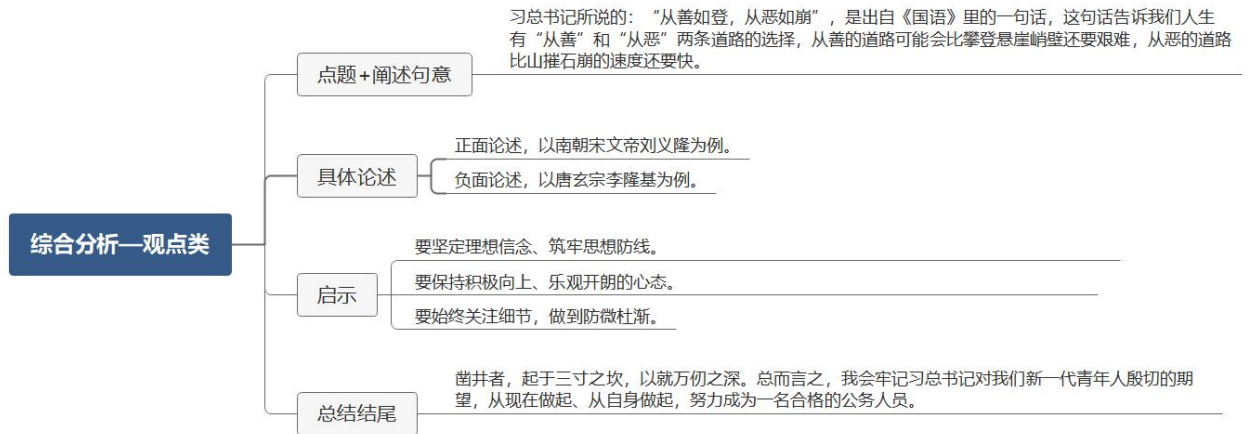 习总书记所说的：“从善如登，从恶如崩”，是出自《国语》里的一句话，这句话告诉我们人生
有“从善”和“从恶”两条道路的选择，从善的道路可能会比攀登悬崖峭壁还要艰难，从恶的道路
比山摧石崩的速度还要快。
点题+阐述句意
正面论述，以南朝宋文帝刘义隆为例。
具体论述
负面论述，以唐玄宗李隆基为例。
综合分析—观点类
要坚定理想信念、筑牢思想防线。
要保持积极向上、乐观开朗的心态。
启示
要始终关注细节，做到防微杜渐。
凿井者，起于三寸之坎，以就万仞之深。总而言之，我会牢记习总书记对我们新一代青年人殷切的期
望，从现在做起、从自身做起，努力成为一名合格的公务人员。
总结结尾